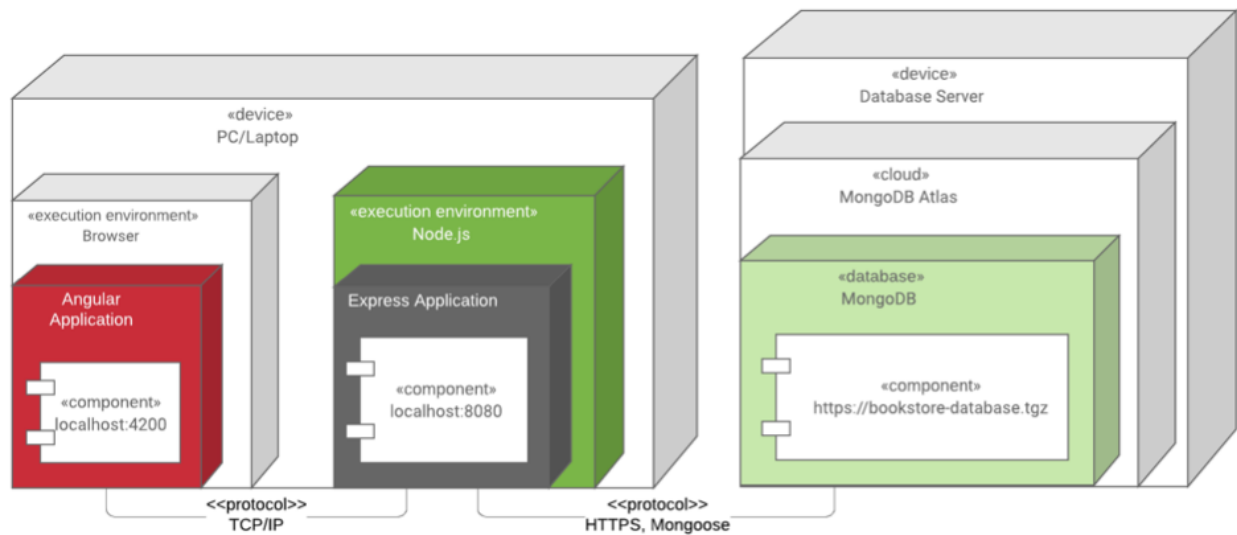 «device»
PC/Laptop
«execution environment»
Browser
Angular
Application
«component»
localhost:4200
«execution environment»
Node.js
Express Application
«component»
localhost:8080
«device»
Database Server
«cloud»
MongoDB Atlas
«database»
MongoDB
«component»
https://bookstore-database.tgz
<<protocol>>
TCP/IP
<<protocol>>
HTTPS, Mongoose